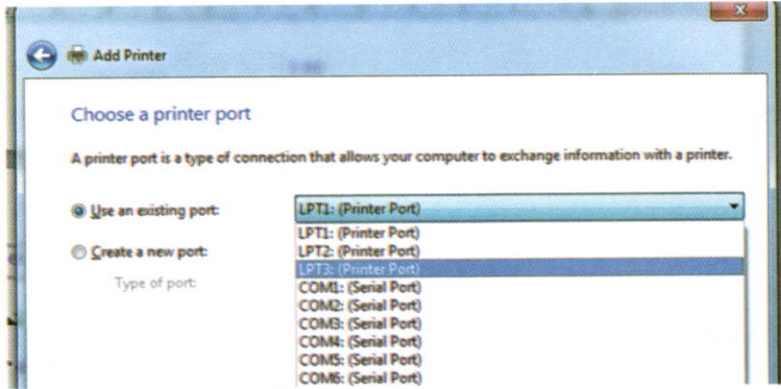 Add Printer
Choose a printer port
A printer port is a type of connection that allows your computer to exchange information with a printer.
Use an existing port: LPT1: (Printer Port)
LPT1: (Printer Port)
Create a new port: LPT2: (Printer Port)
LPT3: (Printer Port)
Type of port: COM1: (Serial Port)
COM2: (Serial Port)
COM3: (Serial Port)
COM4: (Serial Port)
COM5: (Serial Port)
COM6: (Serial Port)